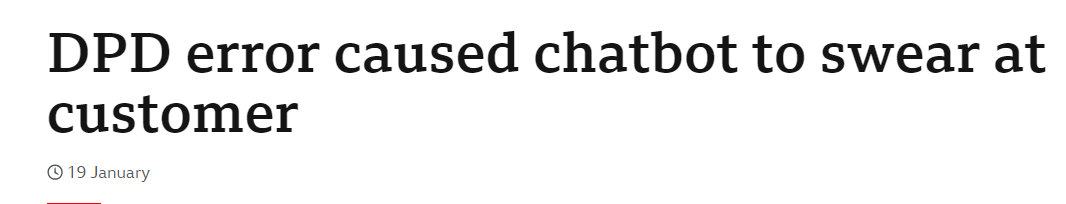 DPD error caused chatbot to swear at
customer
19 January